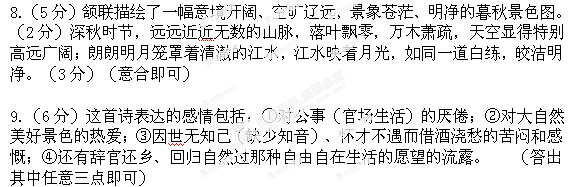 8.（5分）颔联描绘了一幅意境开阔、空旷辽远，景象苍茫、明净的暮秋景色图。
（2分）深秋时节，远远近近无数的山脉，落叶飘零，万木萧疏，天空显得特别
高远广阔；朗朗明月笼罩着清澈的江水，江水映着月光，如同一道白练，皎洁明
净。（3分）（意合即可）
9.（6分）这首诗表达的感情包括，①对公事（官场生活）的厌倦；②对大自然
美好景色的热爱；③因世无知己（缺少知音）、怀才不遇而借酒浇愁的苦闷和感
慨；④还有辞官还乡、回归自然过那种自由自在生活的愿望的流露。 （答出
其中任意三点即可）